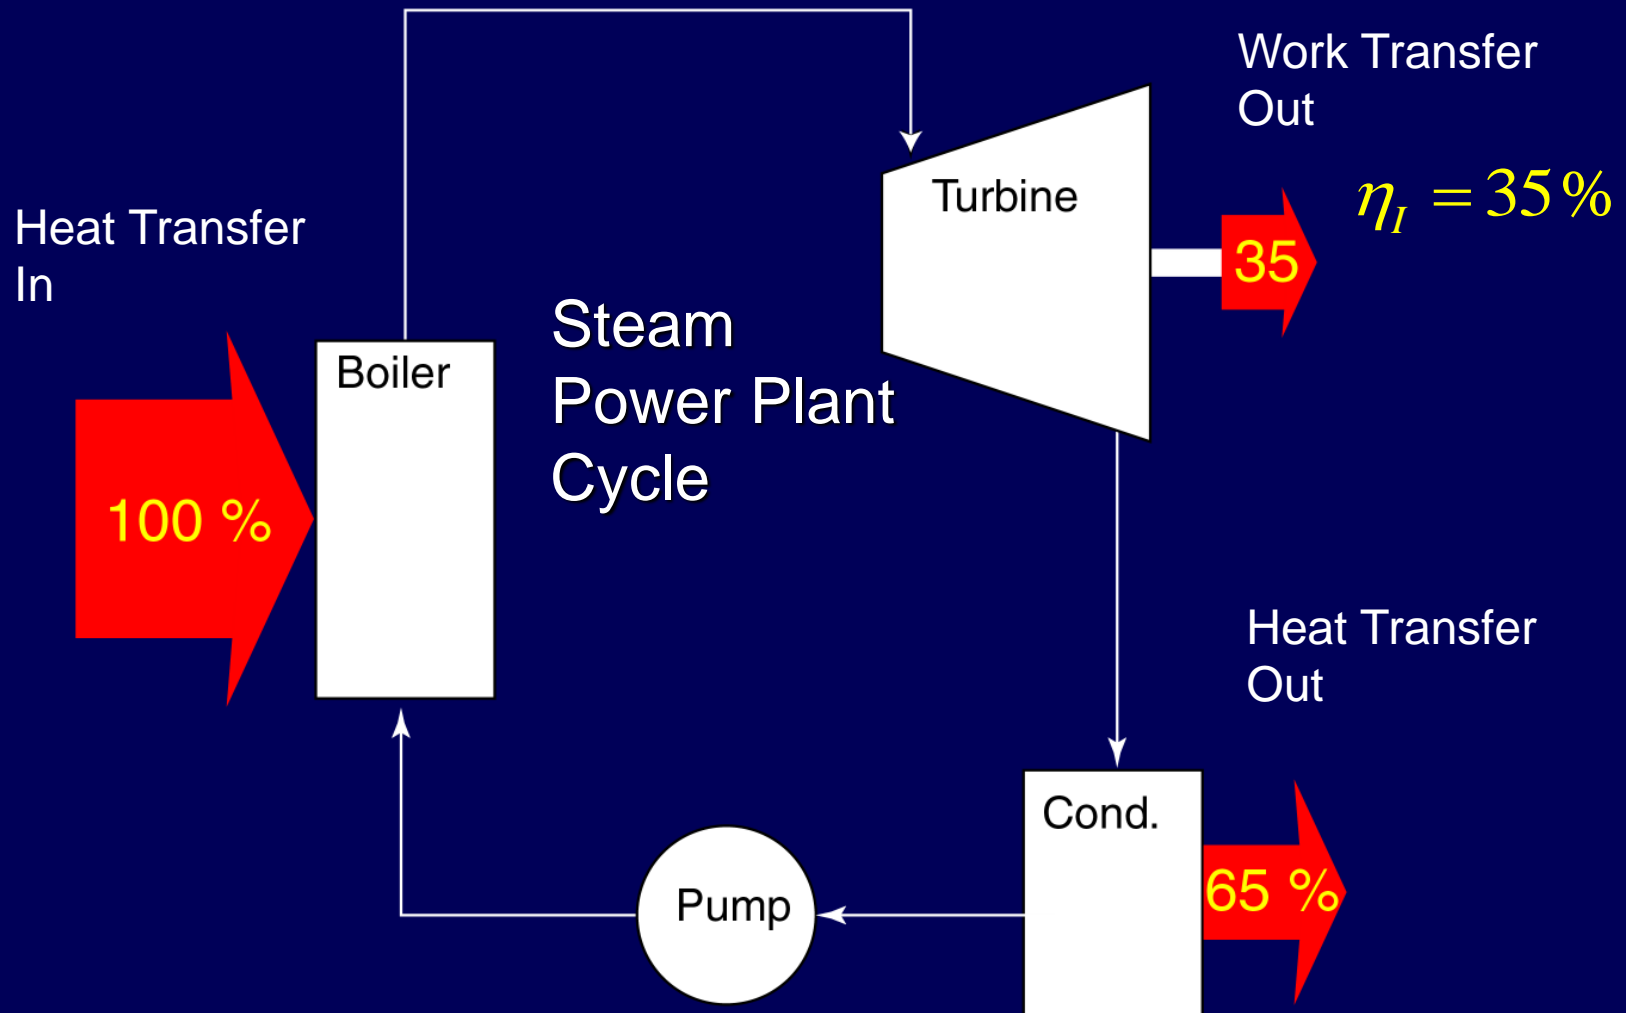 Work Transfer
Out
η_I = 35%
Turbine
35
Heat Transfer
In
Steam
Power Plant
Cycle
Boiler
100 %
Heat Transfer
Out
Cond.
65 %
Pump